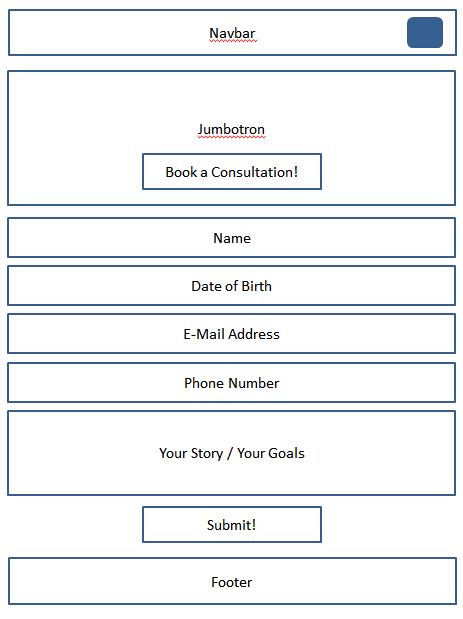 Navbar
Jumbotron
Book a Consultation!
Name
Date of Birth
E-Mail Address
Phone Number
Your Story / Your Goals
Submit!
Footer